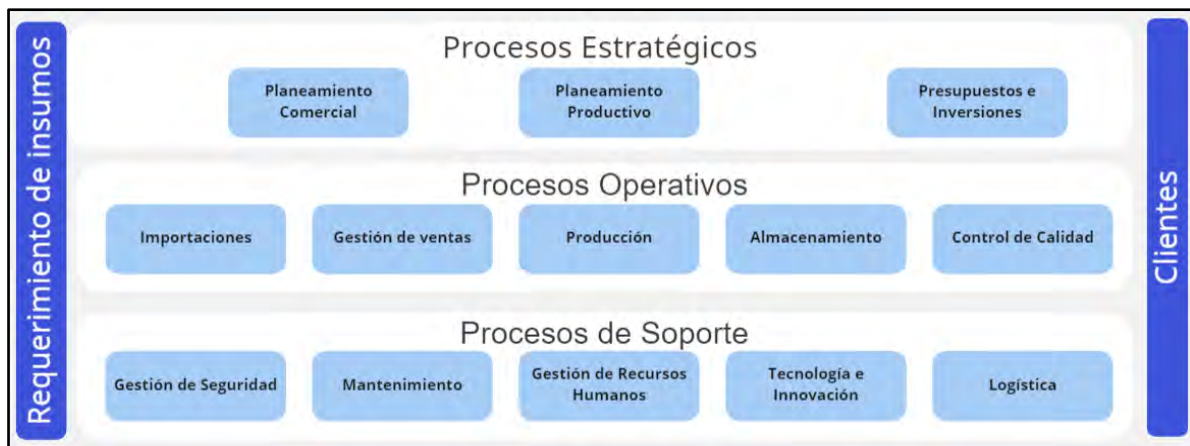 Requerimiento de insumos
Procesos Estratégicos
Planeamiento
Comercial
Planeamiento
Productivo
Presupuestos e
Inversiones
Procesos Operativos
Importaciones
Gestión de ventas
Producción
Almacenamiento
Control de Calidad
Procesos de Soporte
Gestión de Seguridad
Mantenimiento
Gestión de Recursos
Humanos
Tecnología e
Innovación
Logística
Clientes